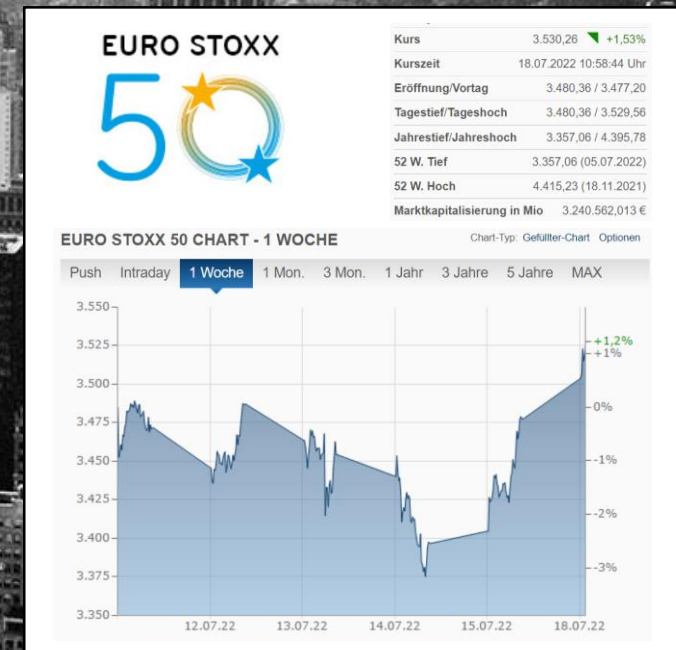 EURO STOXX
50
Kurs 3.530,26 +1,53%
Kurszeit 18.07.2022 10:58:44 Uhr
Eröffnung/Vortag 3.480,36 / 3.477,20
Tagestief/Tageshoch 3.480,36 / 3.529,56
Jahrestief/Jahreshoch 3.357,06 / 4.395,78
52 W. Tief 3.357,06 (05.07.2022)
52 W. Hoch 4.415,23 (18.11.2021)
Marktkapitalisierung in Mio 3.240.562,013 €
EURO STOXX 50 CHART - 1 WOCHE
Chart-Typ: Gefüllter-Chart Optionen
Push Intraday 1 Woche 1 Mon. 3 Mon. 1 Jahr 3 Jahre 5 Jahre MAX
3.550
3.525
3.500
3.475
3.450
3.425
3.400
3.375
3.350
+1,2%
+1%
0%
-1%
-2%
-3%
12.07.22 13.07.22 14.07.22 15.07.22 18.07.22